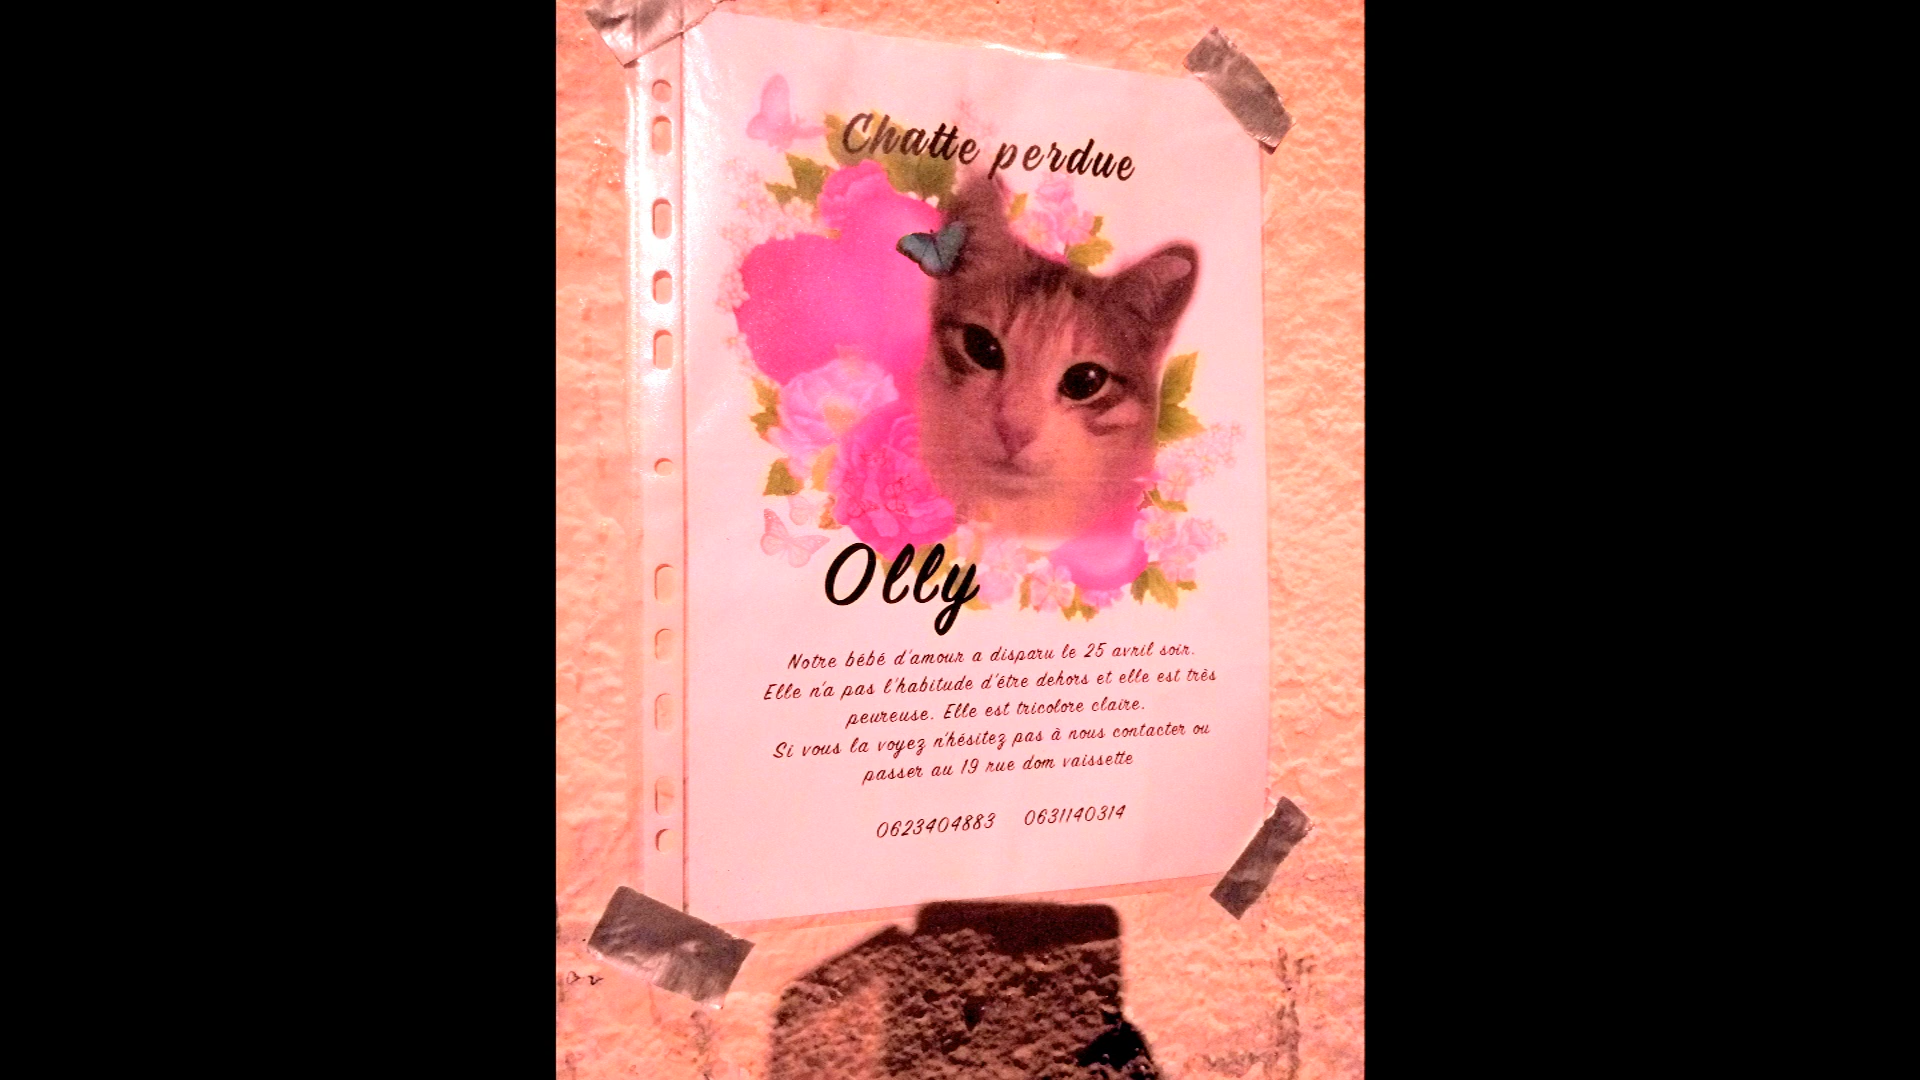 Chatte perdue
Olly
Notre bébé d'amour a disparu le 25 avril soir.
Elle n'a pas l'habitude d'être dehors et elle est très
peureuse. Elle est tricolore claire.
Si vous la voyez n'hésitez pas à nous contacter ou
passer au 19 rue dom vaissette
0623404883 0631140314